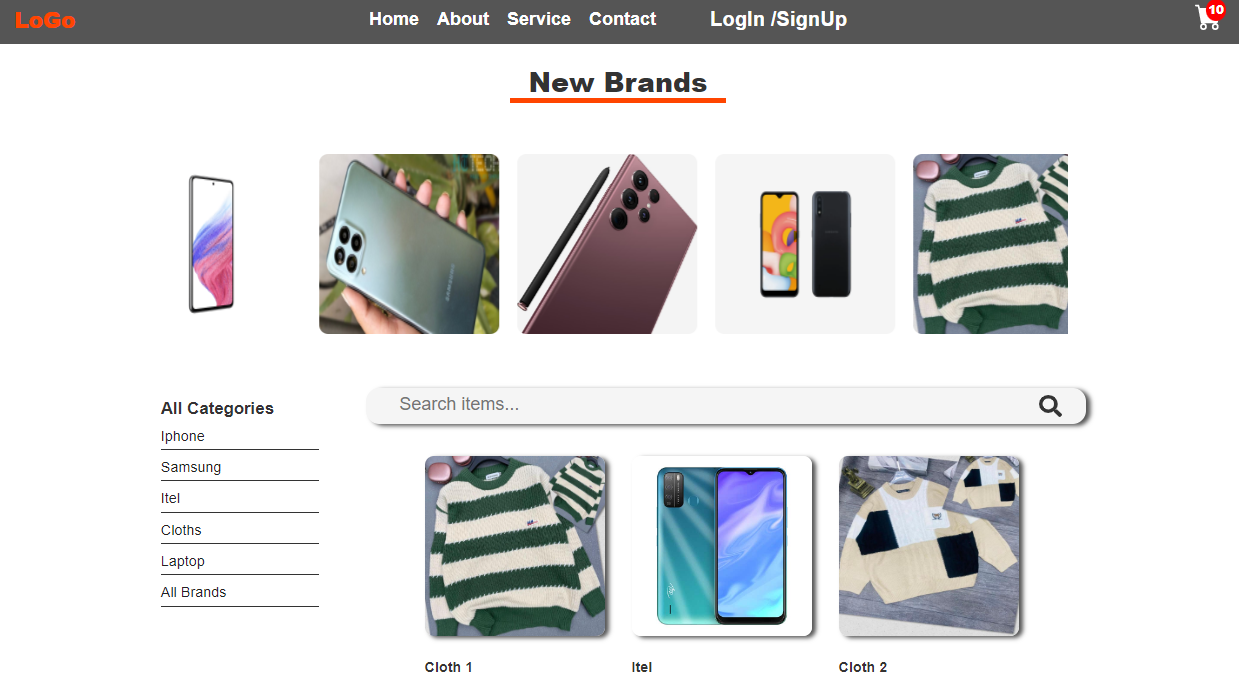 LoGo Home About Service Contact LogIn /SignUp 10
New Brands
SAMSUNG
All Categories
Iphone
Samsung
Itel
Cloths
Laptop
All Brands
Search items...
Cloth 1
Itel
Cloth 2